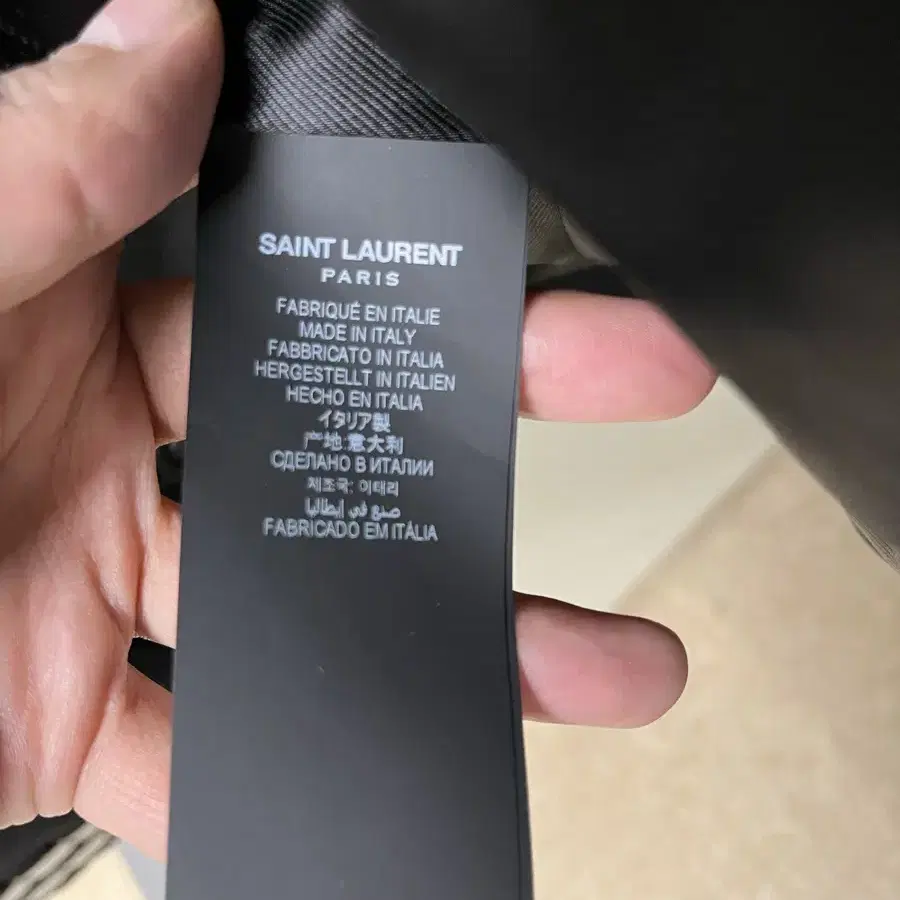 SAINT LAURENT
PARIS
FABRIQUÉ EN ITALIE
MADE IN ITALY
FABBRICATO IN ITALIA
HERGESTELLT IN ITALIEN
HECHO EN ITALIA
イタリア製
产地:意大利
СДЕЛАНО В ИТАЛИИ
제조국: 이태리
صنع في إيطاليا
FABRICADO EM ITÁLIA